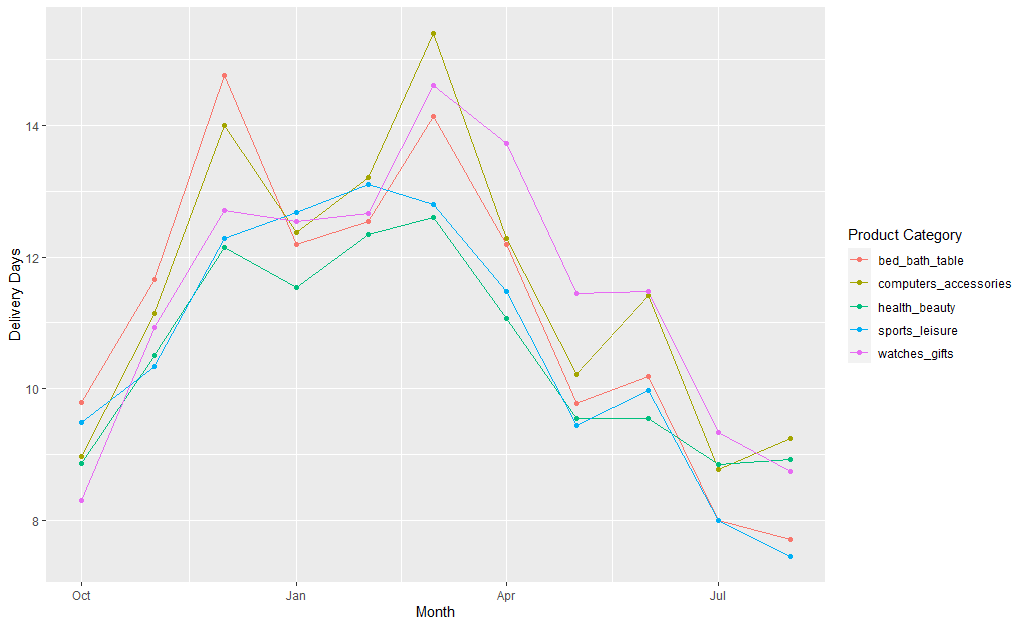 14
12
10
8
Delivery Days
Oct
Jan
Apr
Jul
Month
Product Category
bed_bath_table
computers_accessories
health_beauty
sports_leisure
watches_gifts